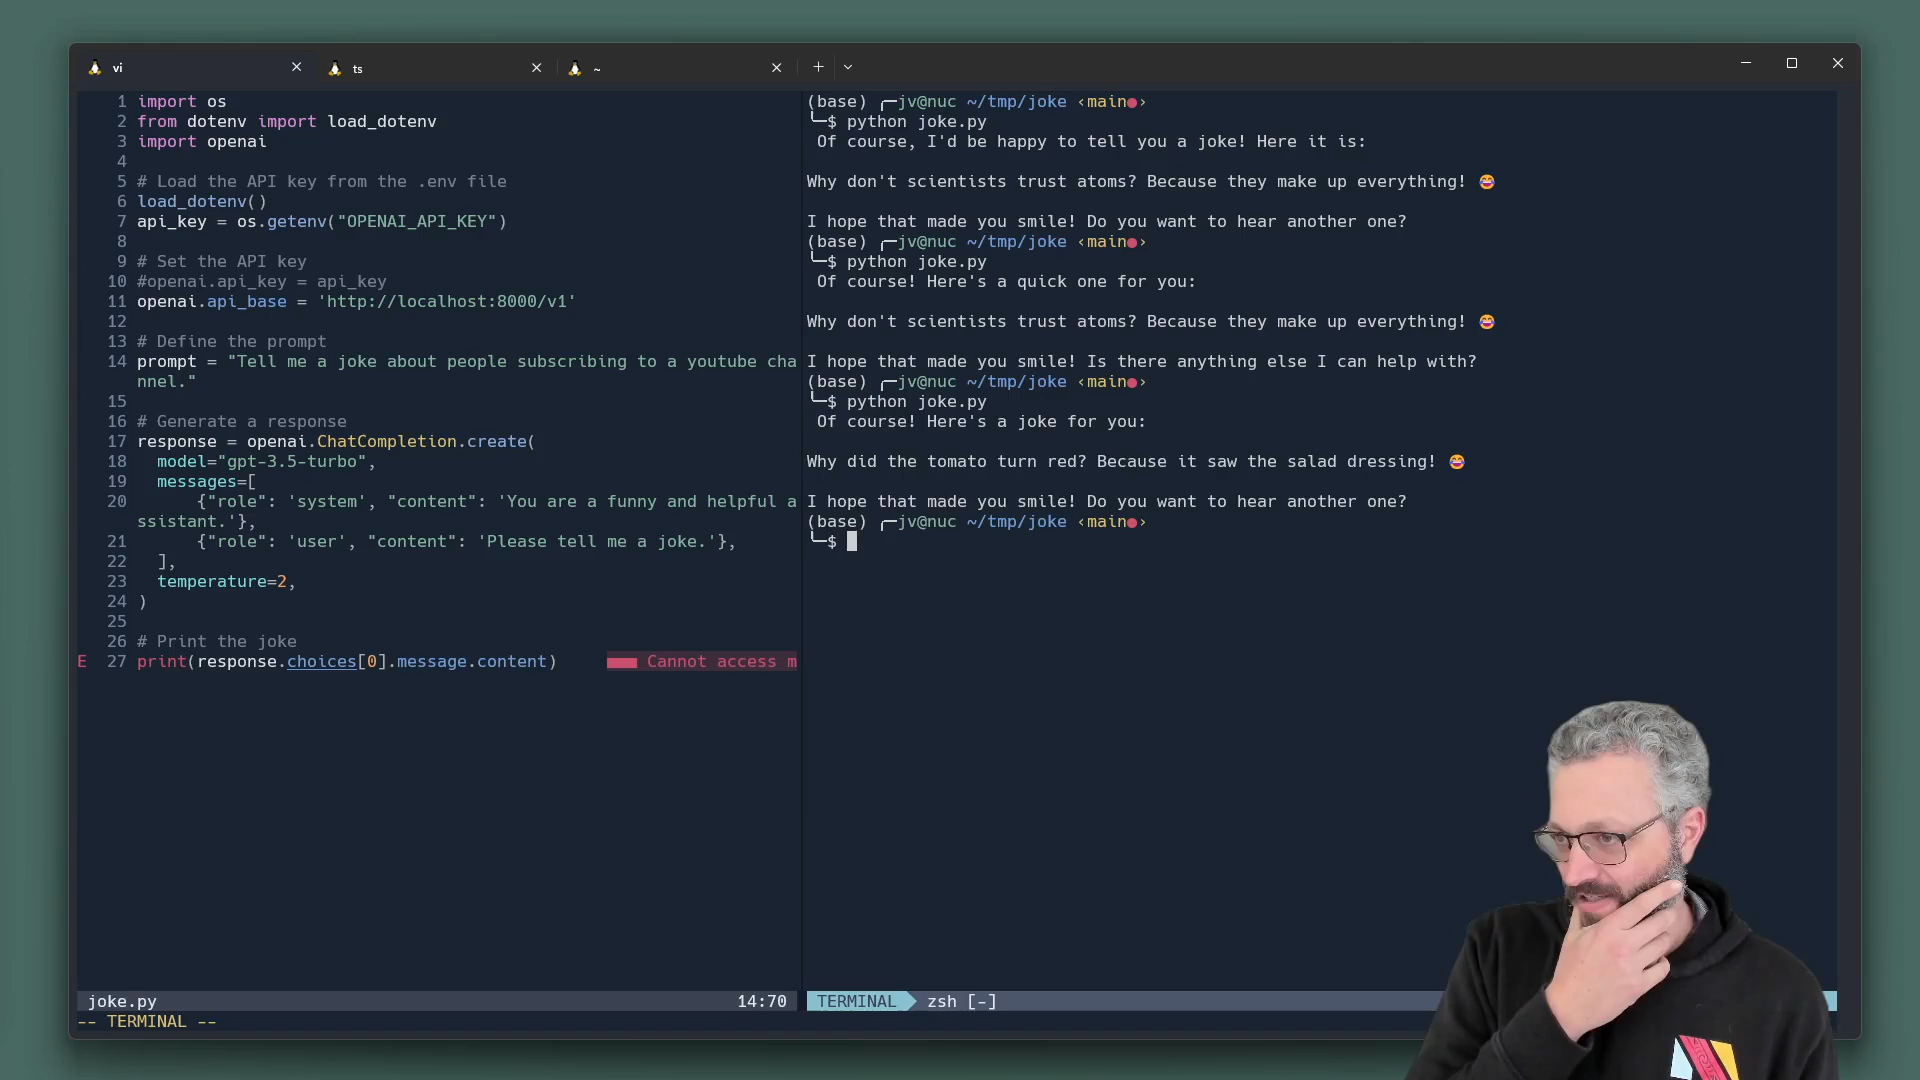 vi
ts
~
1 import os
2 from dotenv import load_dotenv
3 import openai
4
5 # Load the API key from the .env file
6 load_dotenv()
7 api_key = os.getenv("OPENAI_API_KEY")
8
9 # Set the API key
10 #openai.api_key = api_key
11 openai.api_base = 'http://localhost:8000/v1'
12
13 # Define the prompt
14 prompt = "Tell me a joke about people subscribing to a youtube cha
nnel."
15
16 # Generate a response
17 response = openai.ChatCompletion.create(
18   model="gpt-3.5-turbo",
19   messages=[
20       {"role": 'system', "content": 'You are a funny and helpful a
ssistant.'},
21       {"role": 'user', "content": 'Please tell me a joke.'},
22   ],
23   temperature=2,
24 )
25
26 # Print the joke
E 27 print(response.choices[0].message.content) ■■■ Cannot access m
joke.py 14:70
-- TERMINAL --
(base) ╭─jv@nuc ~/tmp/joke ‹main●›
╰─$ python joke.py
Of course, I'd be happy to tell you a joke! Here it is:
Why don't scientists trust atoms? Because they make up everything! 😂
I hope that made you smile! Do you want to hear another one?
(base) ╭─jv@nuc ~/tmp/joke ‹main●›
╰─$ python joke.py
Of course! Here's a quick one for you:
Why don't scientists trust atoms? Because they make up everything! 😂
I hope that made you smile! Is there anything else I can help with?
(base) ╭─jv@nuc ~/tmp/joke ‹main●›
╰─$ python joke.py
Of course! Here's a joke for you:
Why did the tomato turn red? Because it saw the salad dressing! 😂
I hope that made you smile! Do you want to hear another one?
(base) ╭─jv@nuc ~/tmp/joke ‹main●›
╰─$
TERMINAL zsh [-]